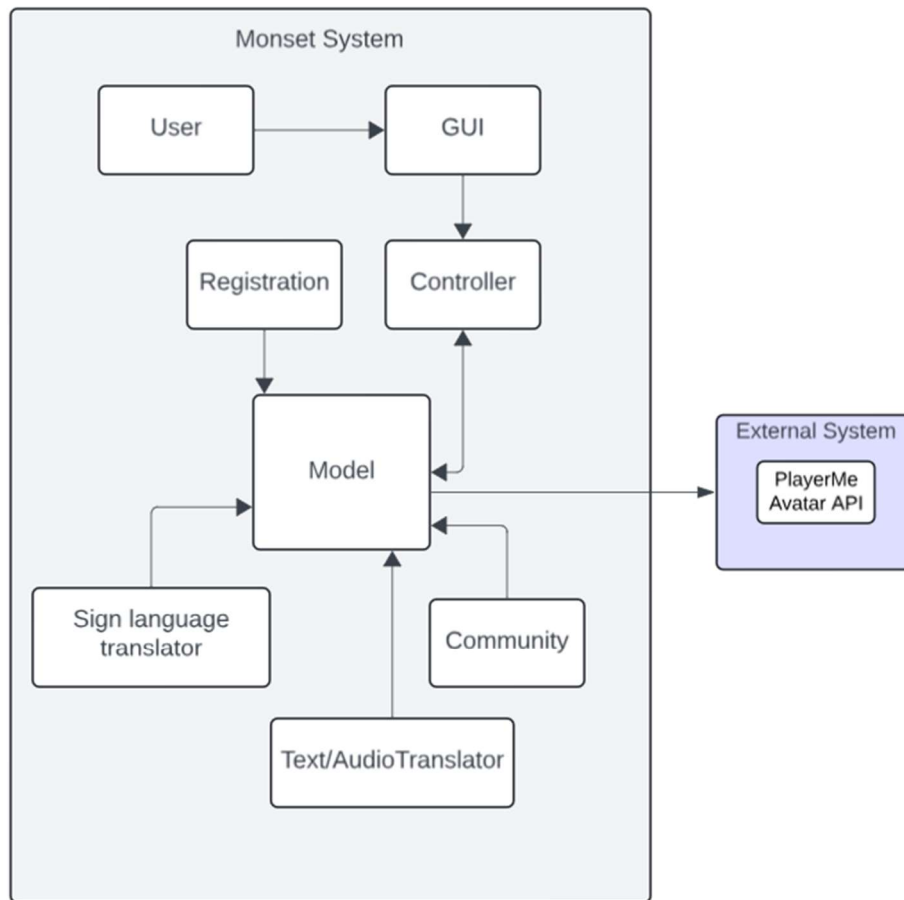 Monset System
User
GUI
Registration
Controller
Model
External System
PlayerMe
Avatar API
Sign language
translator
Community
Text/AudioTranslator